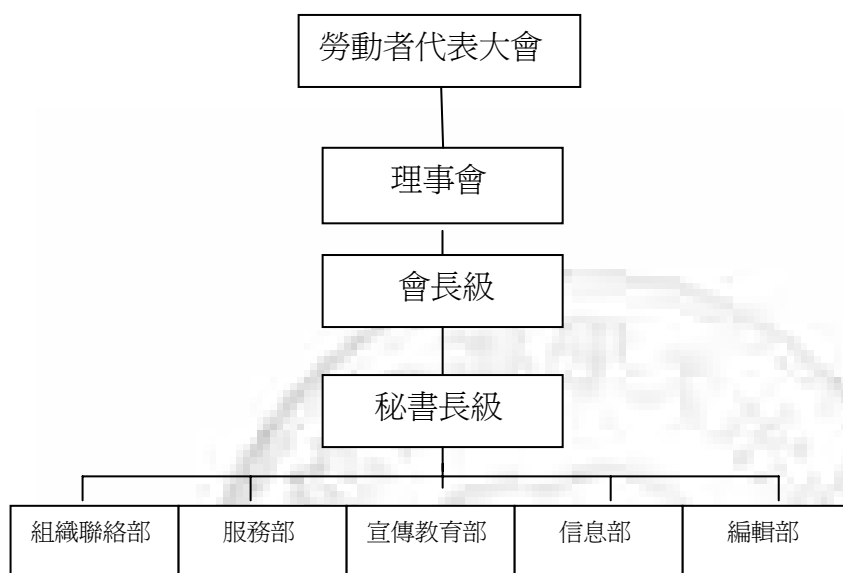 勞動者代表大會
理事會
會長級
秘書長級
組織聯絡部 服務部 宣傳教育部 信息部 編輯部